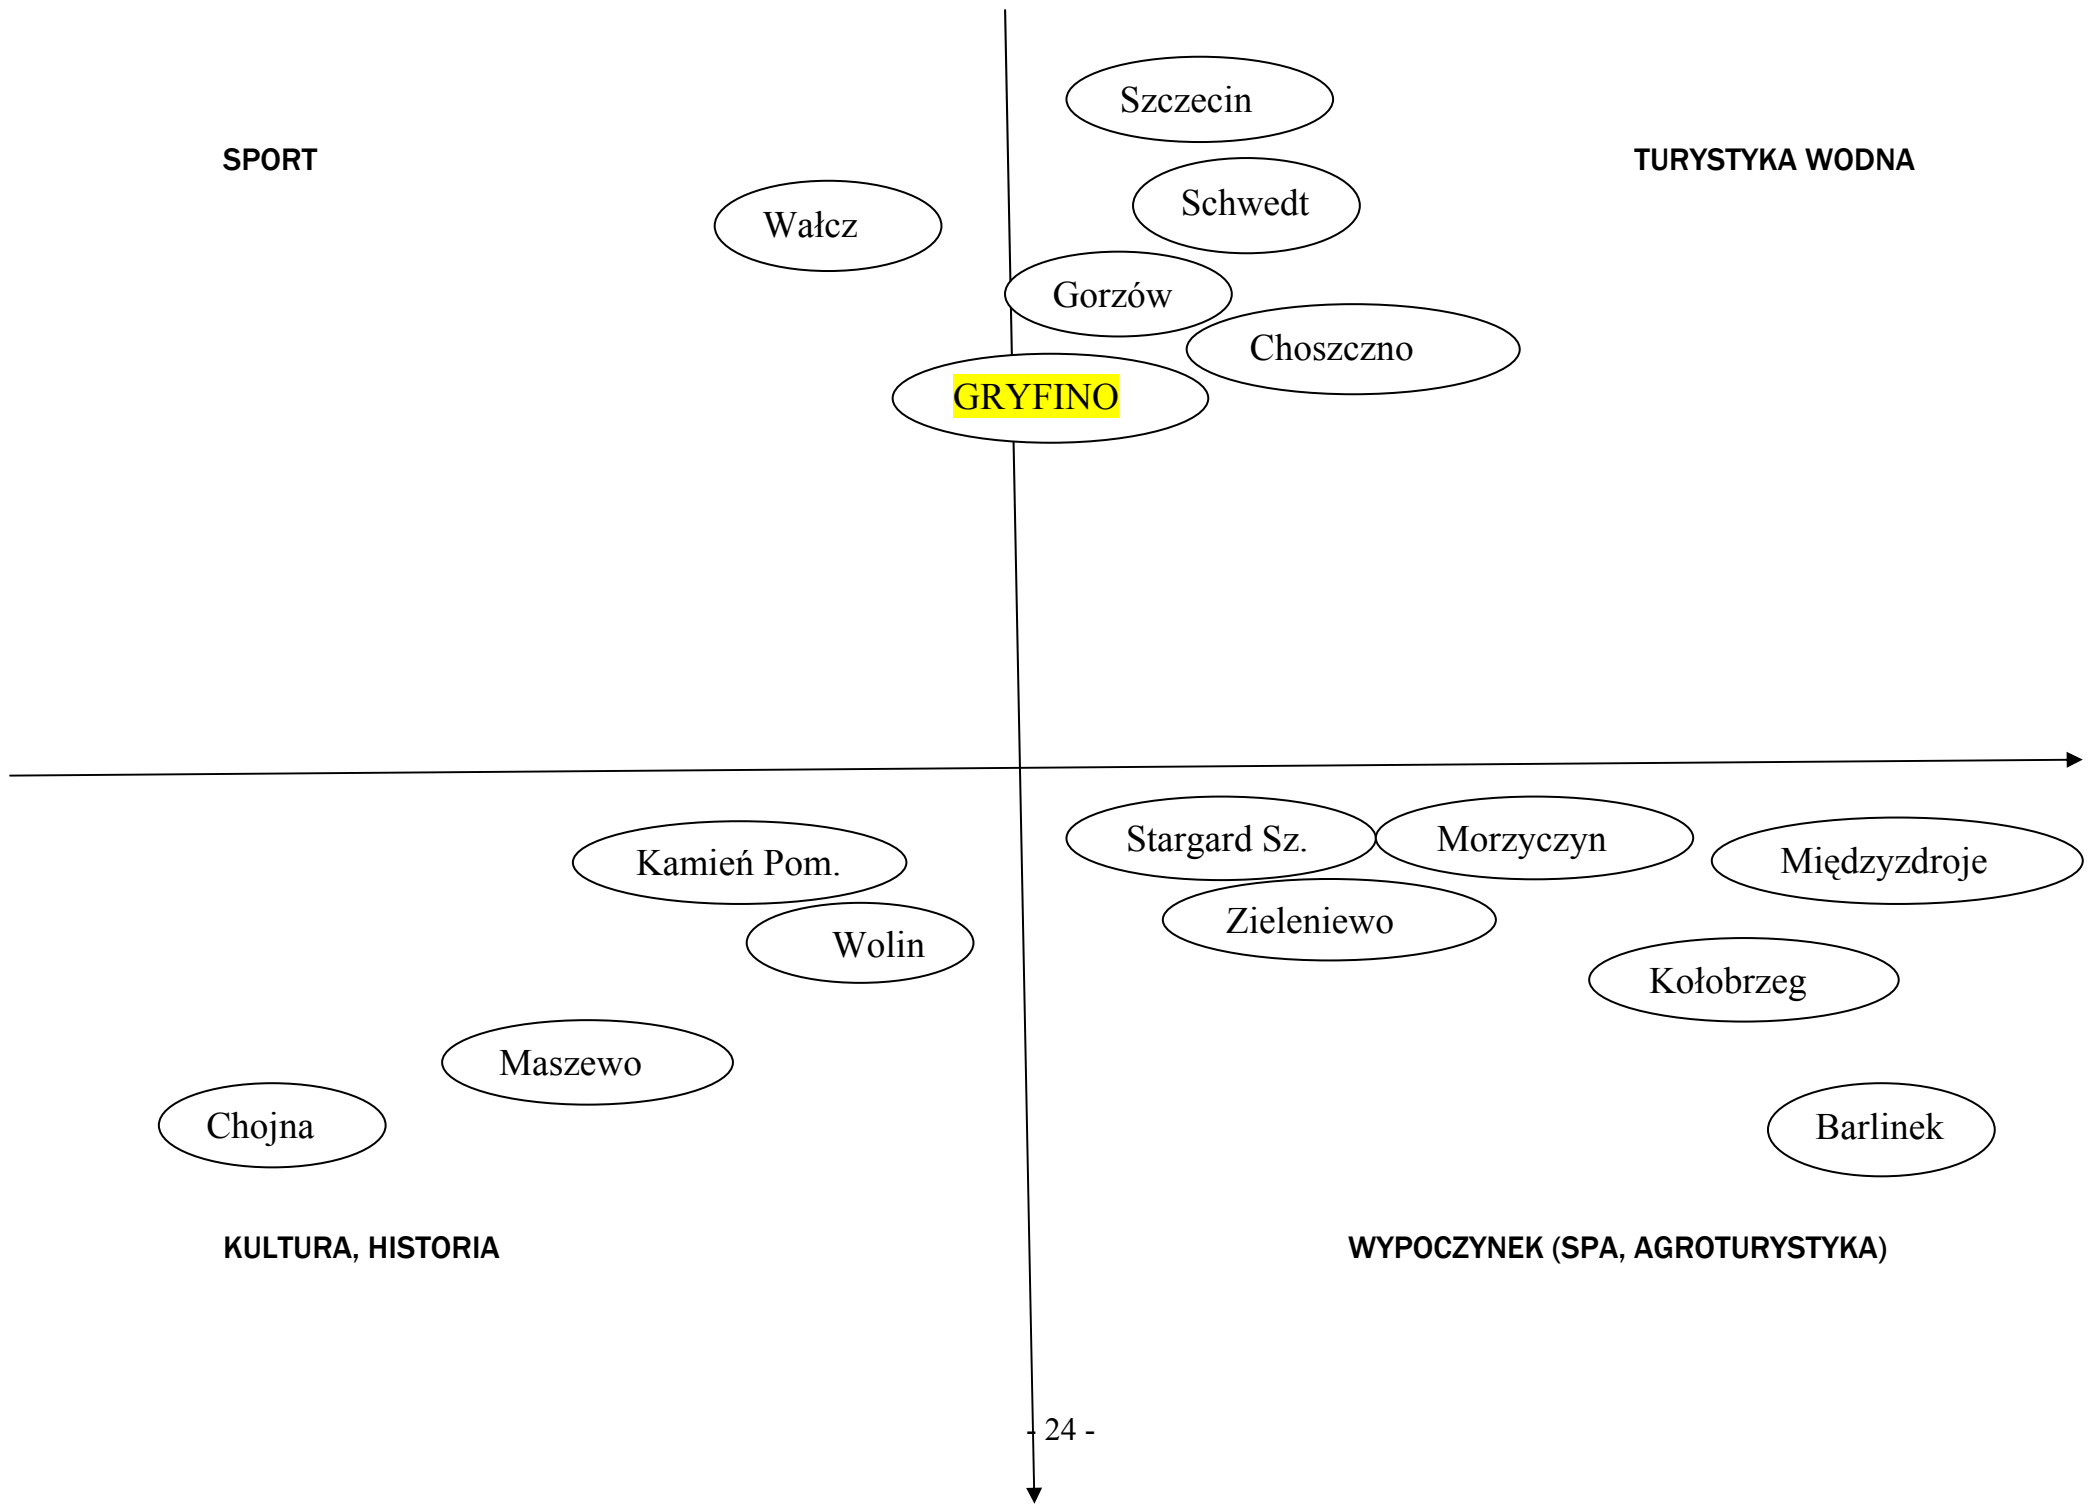 Szczecin
SPORT
TURYSTYKA WODNA
Schwedt
Wałcz
Gorzów
Choszczno
GRYFINO
Stargard Sz.
Morzyczyn
Międzyzdroje
Kamień Pom.
Zieleniewo
Wolin
Kołobrzeg
Maszewo
Chojna
Barlinek
KULTURA, HISTORIA
WYPOCZYNEK (SPA, AGROTURYSTYKA)
- 24 -